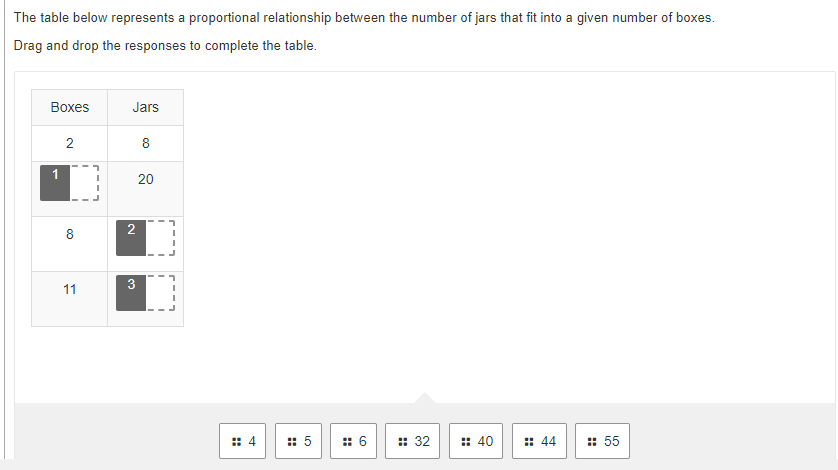 The table below represents a proportional relationship between the number of jars that fit into a given number of boxes.
Drag and drop the responses to complete the table.
Boxes Jars
2 8
1 20
8 2
11 3
4 5 6 32 40 44 55